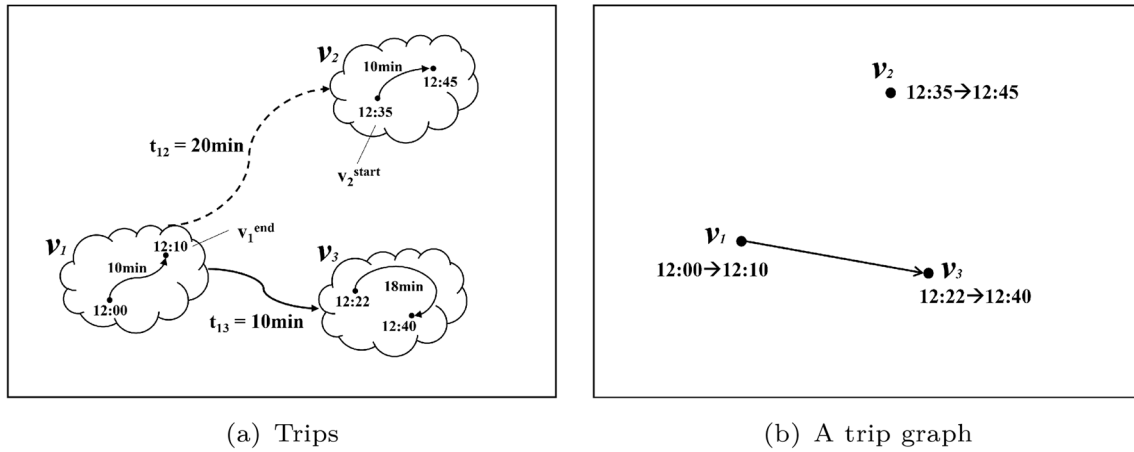 v2
10min
12:45
12:35
t12 = 20min
v2start
v1
v1end
12:10
10min
12:00
v3
12:22
18min
12:40
t13 = 10min
(a) Trips
v2
12:35→12:45
v1
12:00→12:10
v3
12:22→12:40
(b) A trip graph